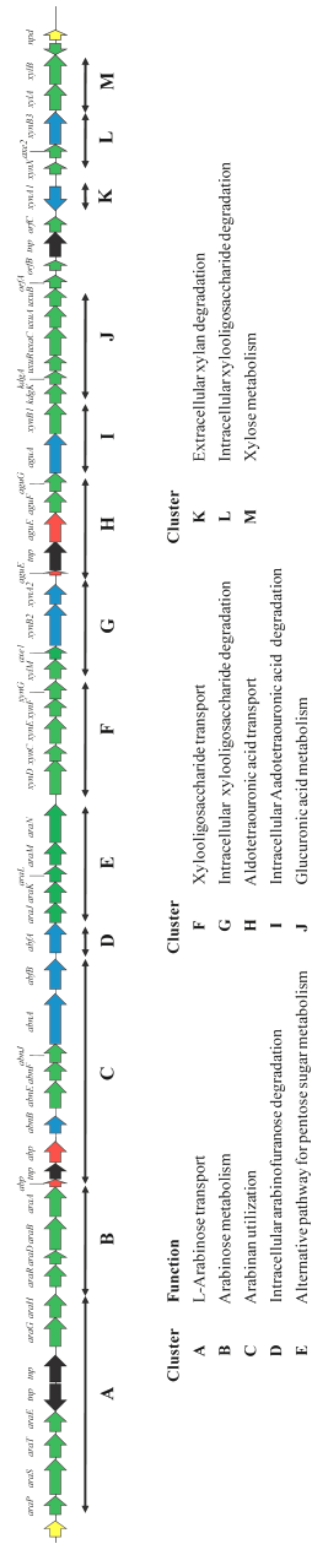 araP araS araT araE tnp tnp araG araH araR araD araB araA abp tnp abp abnB abnE abnF abnJ abnA abfB abfA araJ araK araL araM araN xynD xynC xynE xynF xynG xylM axe1 xynB2 xynA2 aguE tnp aguE aguF aguG aguA xynB1 kdgK kdgA uxuR uxaC uxuA uxuB orfA orfB tnp orfC xynA1 xynX axe2 xynB3 xylA xylB npd
A B C D E F G H I J K L M
Cluster Function
A L-Arabinose transport
B Arabinose metabolism
C Arabinan utilization
D Intracellular arabinofuranose degradation
E Alternative pathway for pentose sugar metabolism
Cluster
F Xylooligosaccharide transport
G Intracellular xylooligosaccharide degradation
H Aldotetraouronic acid transport
I Intracellular Aadotetraouronic acid degradation
J Glucuronic acid metabolism
Cluster
K Extracellular xylan degradation
L Intracellular xylooligosaccharide degradation
M Xylose metabolism